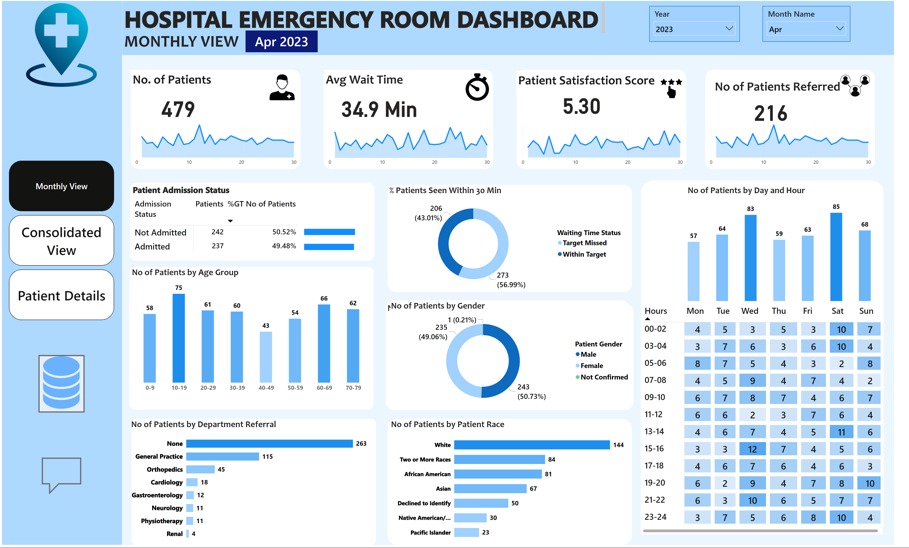 HOSPITAL EMERGENCY ROOM DASHBOARD
MONTHLY VIEW Apr 2023
Year
2023
Month Name
Apr
No. of Patients
479
0 10 20 30
Avg Wait Time
34.9 Min
0 10 20 30
Patient Satisfaction Score
5.30
0 10 20 30
No of Patients Referred
216
0 10 20 30
Monthly View
Consolidated
View
Patient Details
Patient Admission Status
Admission Status Patients %GT No of Patients
Not Admitted 242 50.52%
Admitted 237 49.48%
No of Patients by Age Group
58 75 61 60 43 54 66 62
0-9 10-19 20-29 30-39 40-49 50-59 60-69 70-79
% Patients Seen Within 30 Min
206
(43.01%)
273
(56.99%)
Waiting Time Status
Target Missed
Within Target
No of Patients by Gender
1 (0.21%)
235
(49.06%)
243
(50.73%)
Patient Gender
Male
Female
Not Confirmed
No of Patients by Department Referral
None 263
General Practice 115
Orthopedics 45
Cardiology 18
Gastroenterology 12
Neurology 11
Physiotherapy 11
Renal 4
No of Patients by Patient Race
White 144
Two or More Races 84
African American 81
Asian 67
Declined to Identify 50
Native American/... 30
Pacific Islander 23
No of Patients by Day and Hour
57 64 83 59 63 85 68
Hours Mon Tue Wed Thu Fri Sat Sun
00-02 4 5 3 5 3 10 7
03-04 3 7 6 3 6 10 4
05-06 8 7 5 4 3 2 8
07-08 4 5 9 4 7 4 2
09-10 6 7 8 7 4 6 7
11-12 6 6 2 3 7 6 4
13-14 4 6 7 4 5 11 6
15-16 3 3 12 7 4 5 6
17-18 4 6 7 6 4 6 3
19-20 6 2 9 4 7 8 10
21-22 6 3 10 6 5 7 7
23-24 3 7 5 6 8 10 4